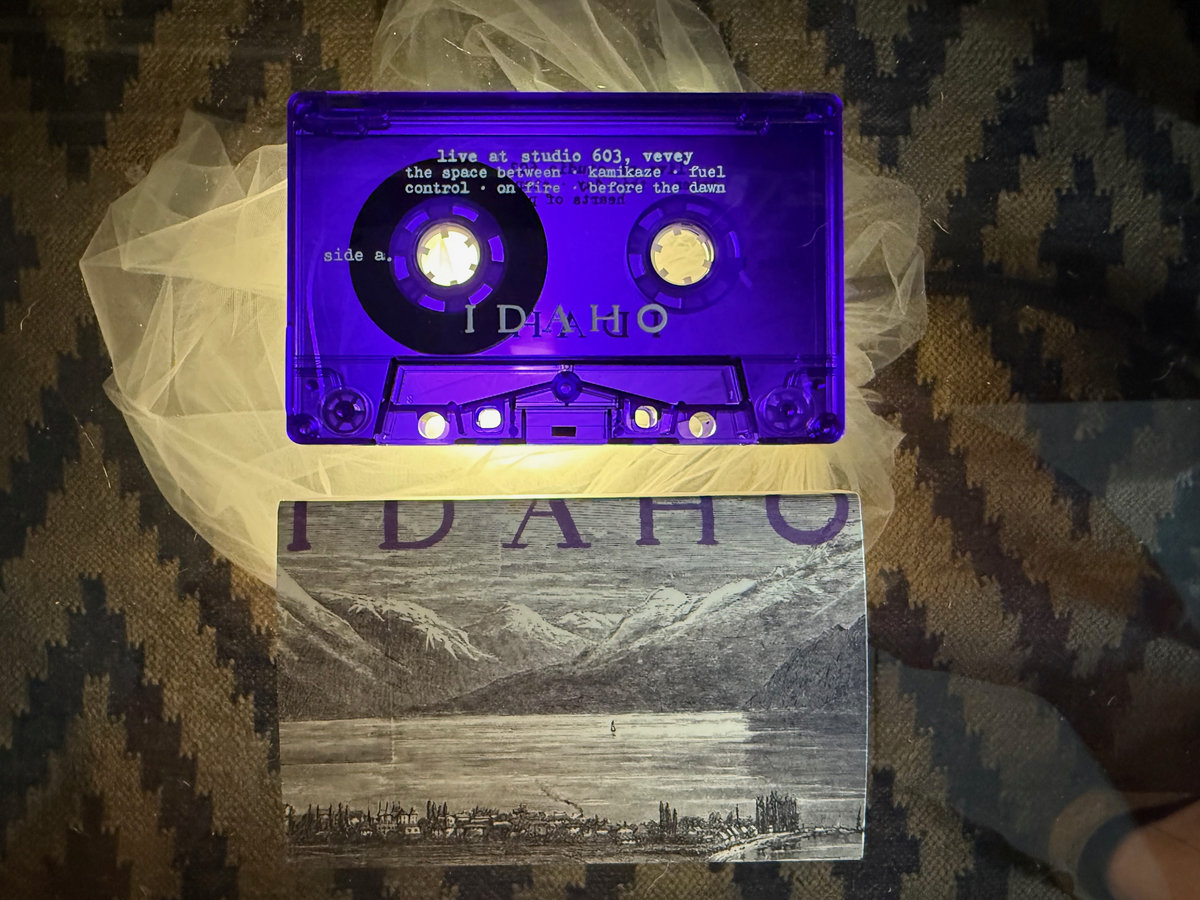 live at studio 603, vevey
the space between · kamikaze · fuel
control · on fire · before the dawn
side a.
IDAHO
IDAHO